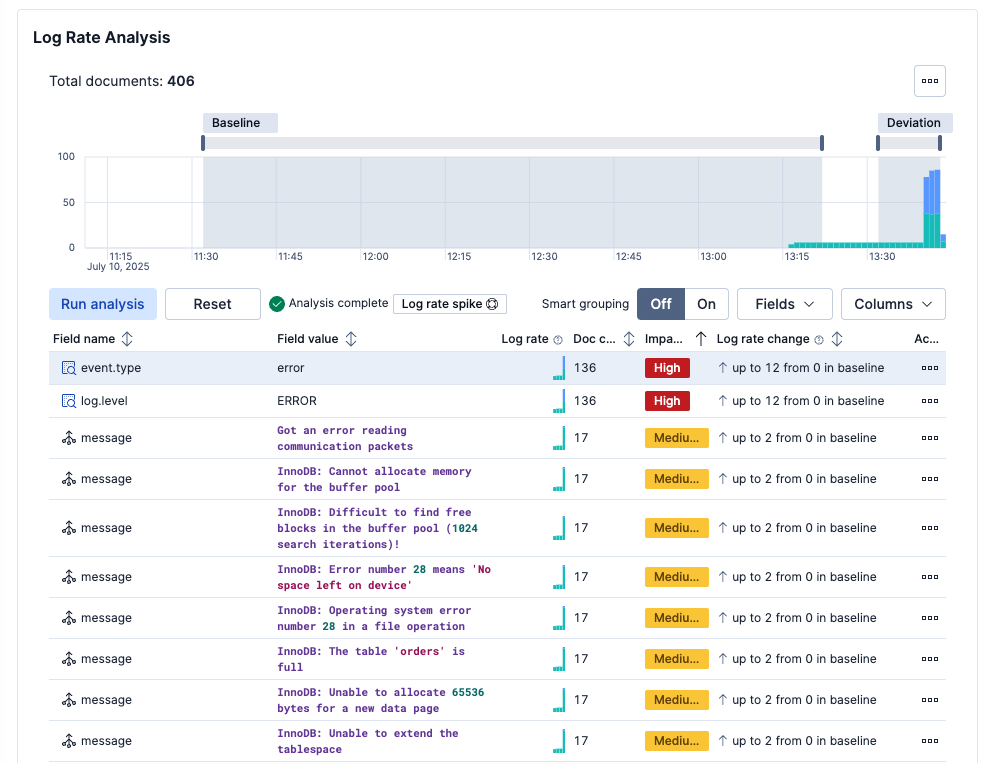 Log Rate Analysis
Total documents: 406
Baseline
Deviation
100
50
0
11:15
11:30
11:45
12:00
12:15
12:30
12:45
13:00
13:15
13:30
July 10, 2025
Run analysis
Reset
Analysis complete
Log rate spike
Smart grouping
Off
On
Fields
Columns
Field name
Field value
Log rate
Doc c...
Impa...
Log rate change
Ac...
event.type error 136 High ↑ up to 12 from 0 in baseline
log.level ERROR 136 High ↑ up to 12 from 0 in baseline
message
Got an error reading
communication packets
17 Mediu... ↑ up to 2 from 0 in baseline
message
InnoDB: Cannot allocate memory
for the buffer pool
17 Mediu... ↑ up to 2 from 0 in baseline
message
InnoDB: Difficult to find free
blocks in the buffer pool (1024
search iterations)!
17 Mediu... ↑ up to 2 from 0 in baseline
message
InnoDB: Error number 28 means 'No
space left on device'
17 Mediu... ↑ up to 2 from 0 in baseline
message
InnoDB: Operating system error
number 28 in a file operation
17 Mediu... ↑ up to 2 from 0 in baseline
message
InnoDB: The table 'orders' is
full
17 Mediu... ↑ up to 2 from 0 in baseline
message
InnoDB: Unable to allocate 65536
bytes for a new data page
17 Mediu... ↑ up to 2 from 0 in baseline
message
InnoDB: Unable to extend the
tablespace
17 Mediu... ↑ up to 2 from 0 in baseline